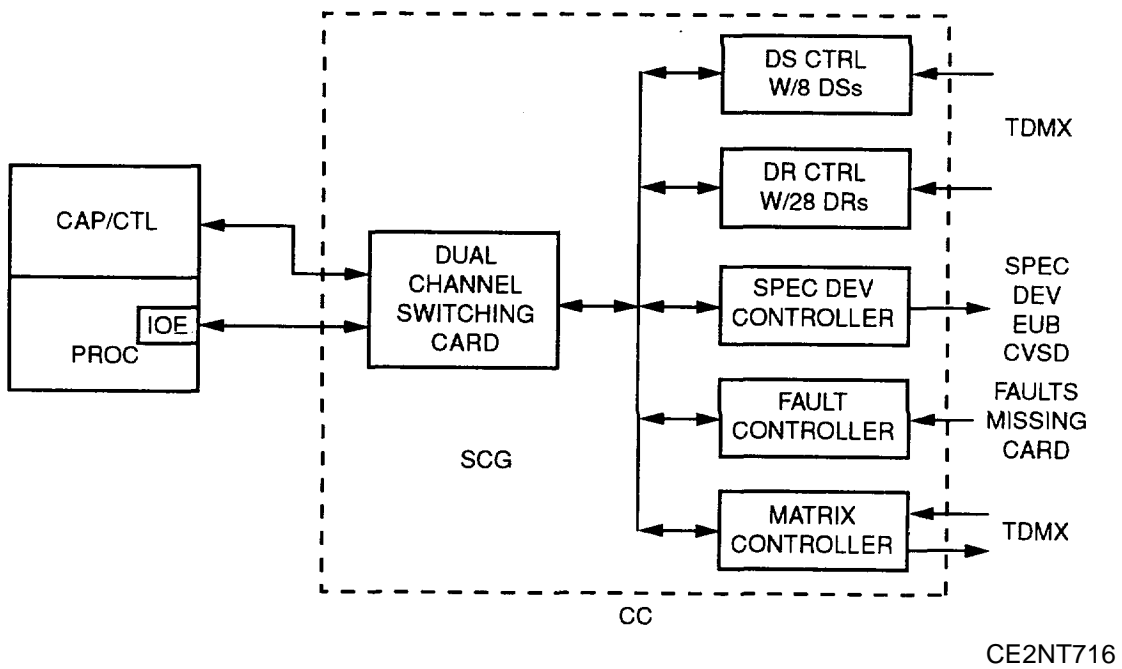 CAP/CTL
IOE
PROC
DUAL
CHANNEL
SWITCHING
CARD
SCG
DS CTRL
W/8 DSs
DR CTRL
W/28 DRs
SPEC DEV
CONTROLLER
FAULT
CONTROLLER
MATRIX
CONTROLLER
TDMX
SPEC
DEV
EUB
CVSD
FAULTS
MISSING
CARD
TDMX
CC
CE2NT716